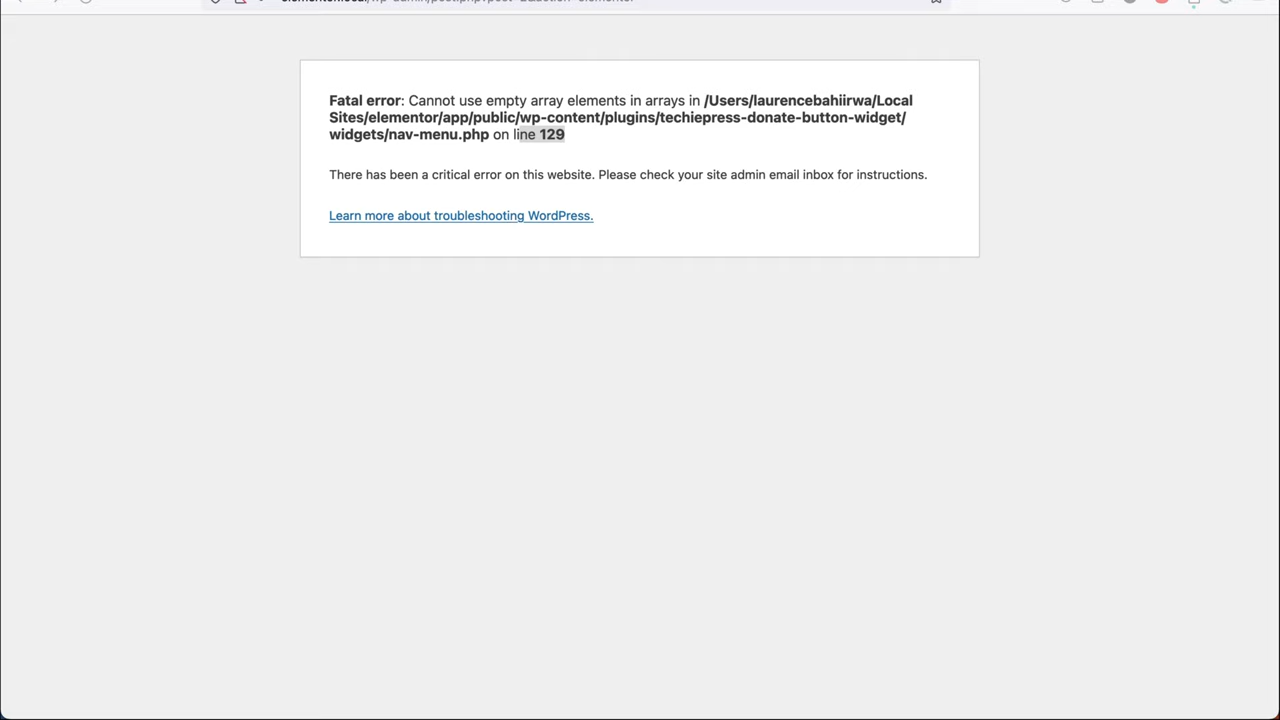 Fatal error: Cannot use empty array elements in arrays in /Users/laurencebahiirwa/Local
Sites/elementor/app/public/wp-content/plugins/techiepress-donate-button-widget/
widgets/nav-menu.php on line 129
There has been a critical error on this website. Please check your site admin email inbox for instructions.
Learn more about troubleshooting WordPress.